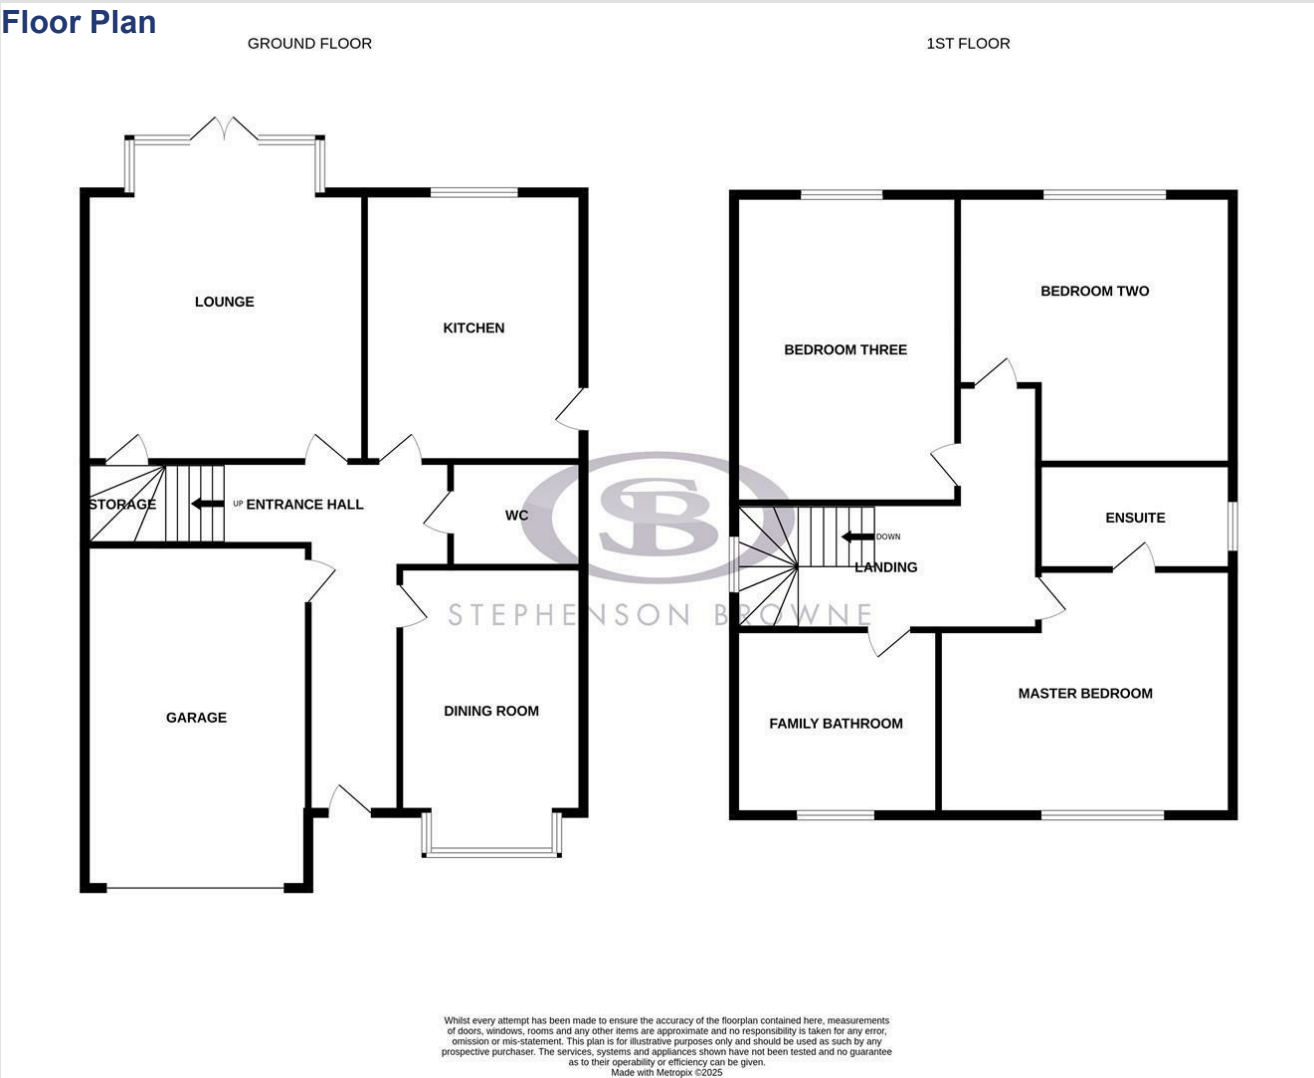 Floor Plan
GROUND FLOOR
1ST FLOOR
LOUNGE
KITCHEN
STORAGE
UP
ENTRANCE HALL
WC
GARAGE
DINING ROOM
BEDROOM THREE
BEDROOM TWO
ENSUITE
DOWN
LANDING
FAMILY BATHROOM
MASTER BEDROOM
SB
STEPHENSON BROWNE
Whilst every attempt has been made to ensure the accuracy of the floorplan contained here, measurements
of doors, windows, rooms and any other items are approximate and no responsibility is taken for any error,
omission or mis-statement. This plan is for illustrative purposes only and should be used as such by any
prospective purchaser. The services, systems and appliances shown have not been tested and no guarantee
as to their operability or efficiency can be given.
Made with Metropix ©2025